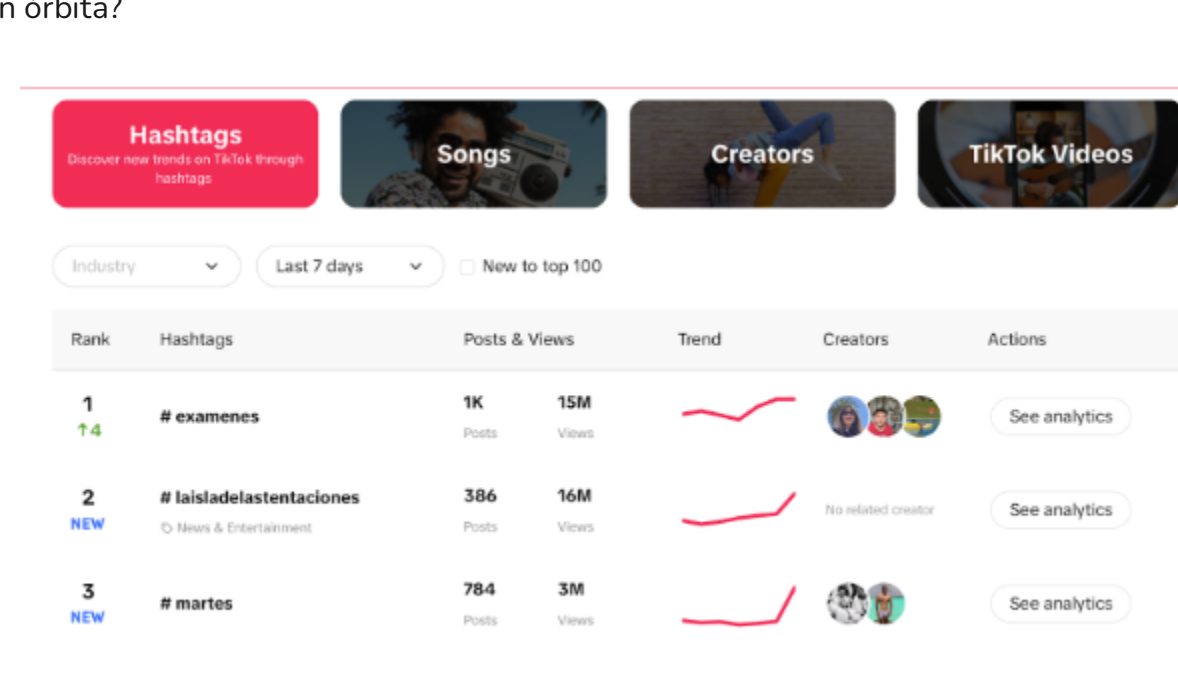 n órbita?
Hashtags
Discover new trends on TikTok through
hashtags
Songs
Creators
TikTok Videos
Industry
Last 7 days
New to top 100
Rank Hashtags Posts & Views Trend Creators Actions
1 # examenes 1K 15M See analytics
↑4 Posts Views
2 # laisladelastentaciones 386 16M No related creator See analytics
NEW News & Entertainment Posts Views
3 # martes 784 3M See analytics
NEW Posts Views